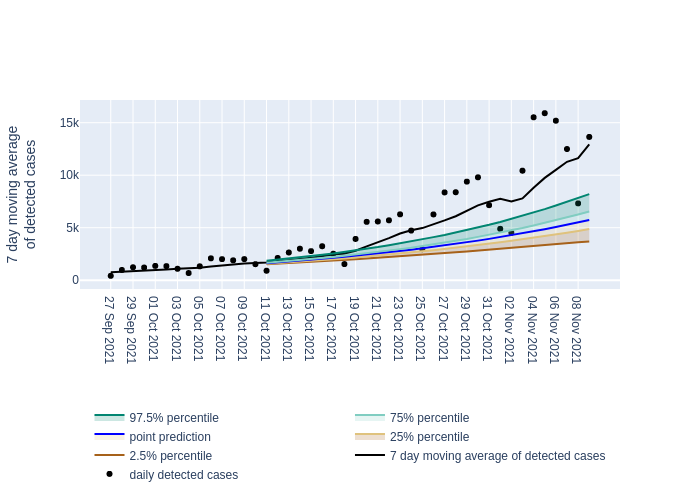 7 day moving average
of detected cases
15k
10k
5k
0
27 Sep 2021
29 Sep 2021
01 Oct 2021
03 Oct 2021
05 Oct 2021
07 Oct 2021
09 Oct 2021
11 Oct 2021
13 Oct 2021
15 Oct 2021
17 Oct 2021
19 Oct 2021
21 Oct 2021
23 Oct 2021
25 Oct 2021
27 Oct 2021
29 Oct 2021
31 Oct 2021
02 Nov 2021
04 Nov 2021
06 Nov 2021
08 Nov 2021
97.5% percentile
75% percentile
point prediction
25% percentile
2.5% percentile
7 day moving average of detected cases
daily detected cases